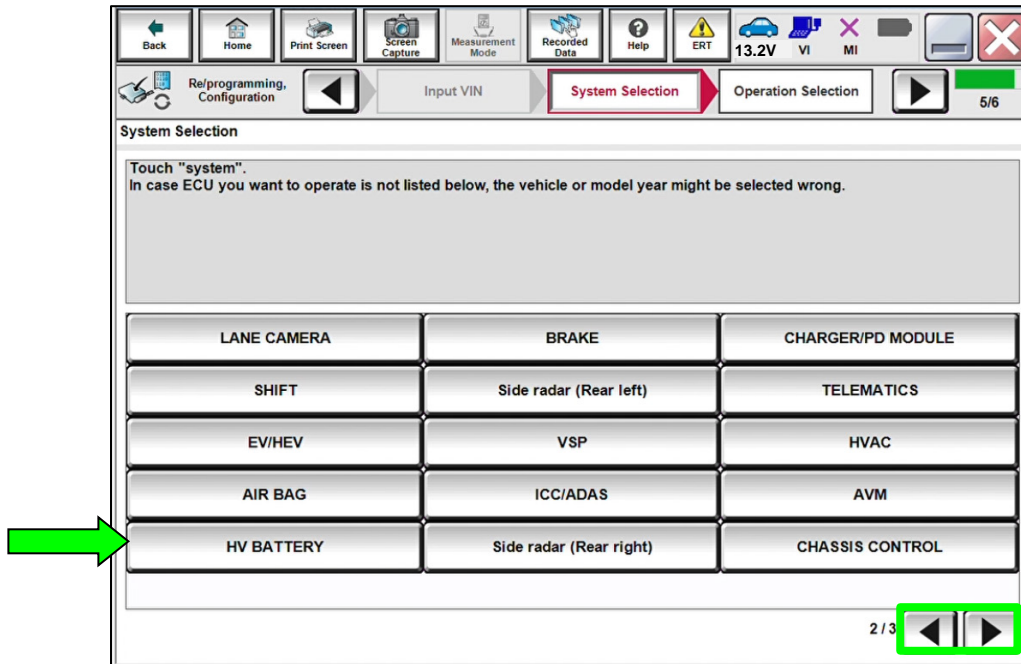 Back
Home
Print Screen
Screen
Capture
Measurement
Mode
Recorded
Data
Help
ERT
13.2V
VI
MI
Re/programming,
Configuration
Input VIN
System Selection
Operation Selection
5/6
System Selection
Touch "system".
In case ECU you want to operate is not listed below, the vehicle or model year might be selected wrong.
LANE CAMERA
BRAKE
CHARGER/PD MODULE
SHIFT
Side radar (Rear left)
TELEMATICS
EV/HEV
VSP
HVAC
AIR BAG
ICC/ADAS
AVM
HV BATTERY
Side radar (Rear right)
CHASSIS CONTROL
2 / 3